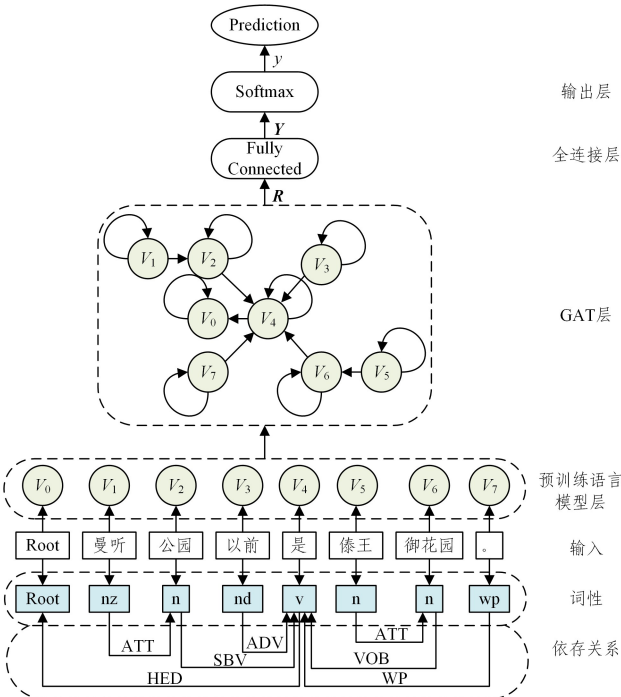 Prediction
y
Softmax
输出层
Y
Fully
Connected
全连接层
R
V1 V2 V3
V0 V4
GAT层
V7 V6 V5
V0 V1 V2 V3 V4 V5 V6 V7
预训练语言
模型层
Root 曼听 公园 以前 是 傣王 御花园 。
输入
Root nz n nd v n n wp
词性
ATT ADV ATT
SBV VOB
依存关系
HED WP